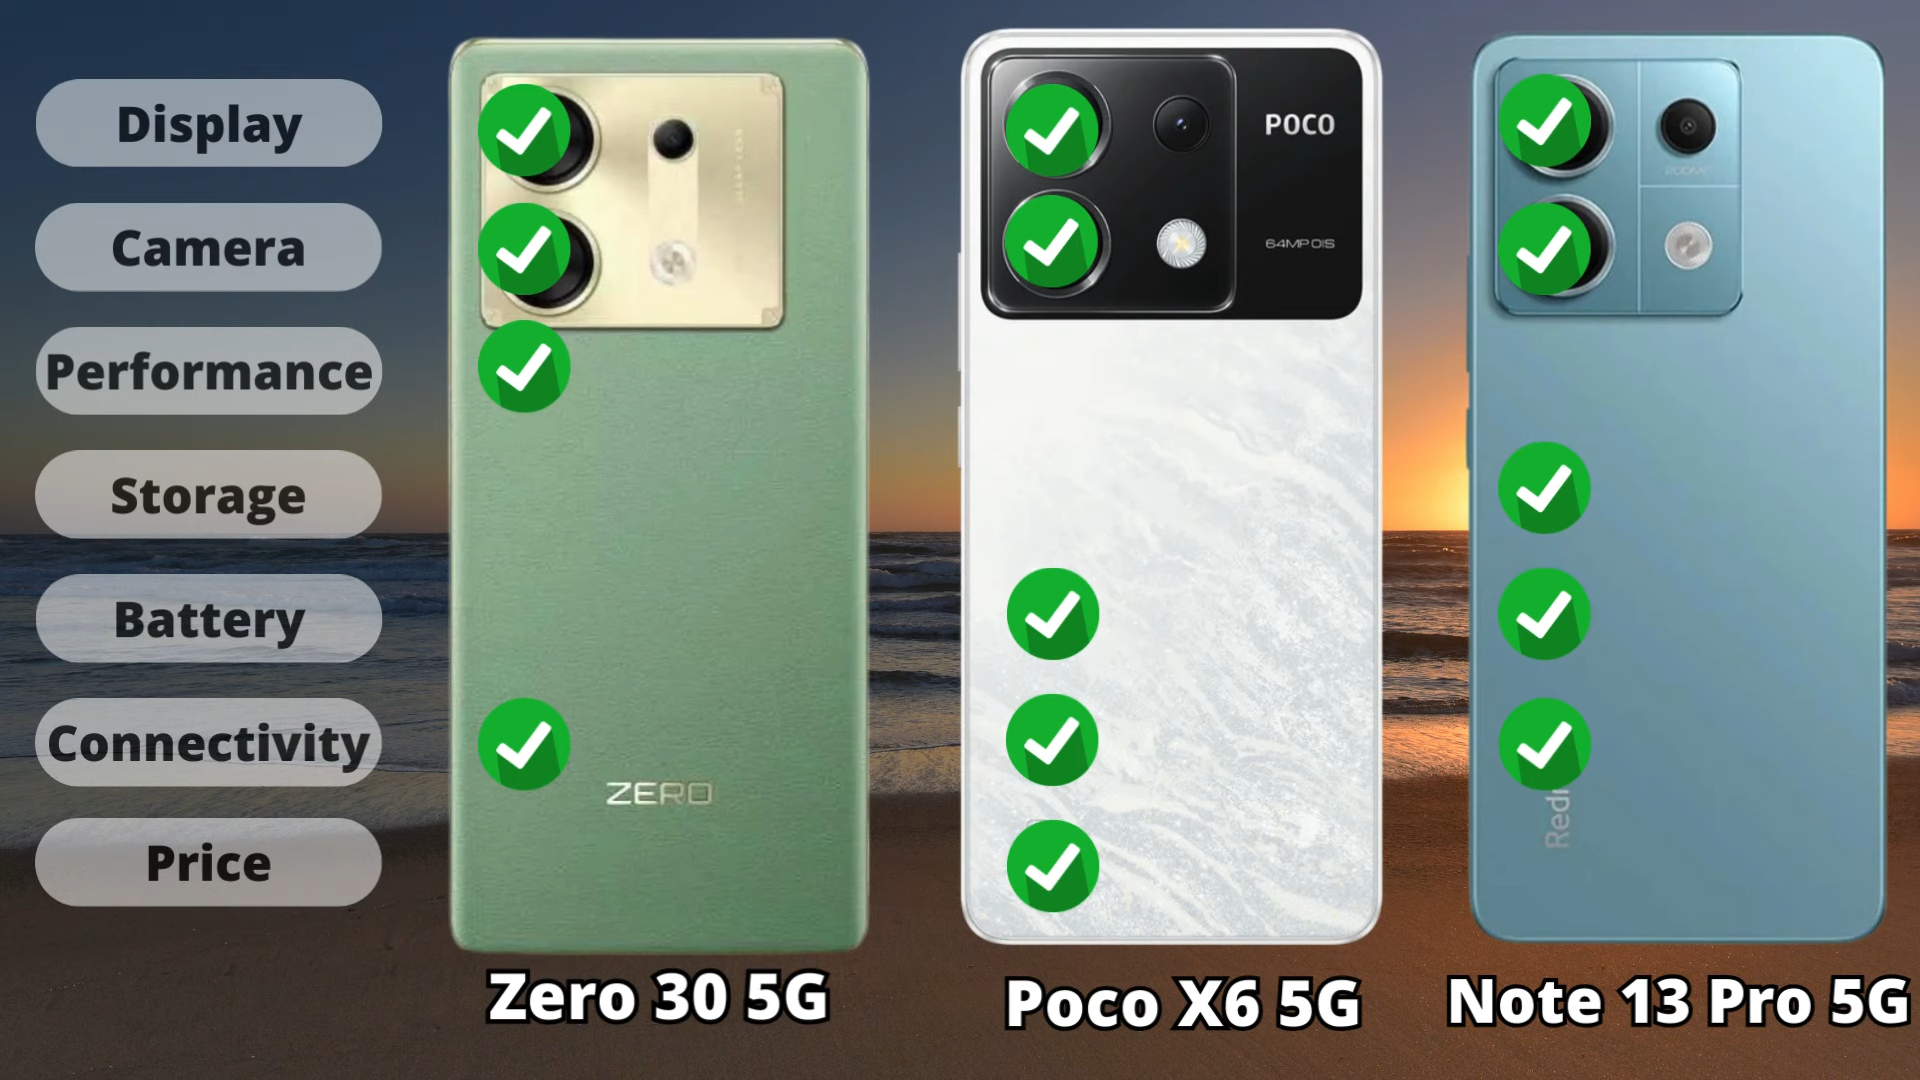 Display
Camera
Performance
Storage
Battery
Connectivity
Price
POCO
64MP OIS
200MP
ZERO
Redmi
Zero 30 5G
Poco X6 5G
Note 13 Pro 5G